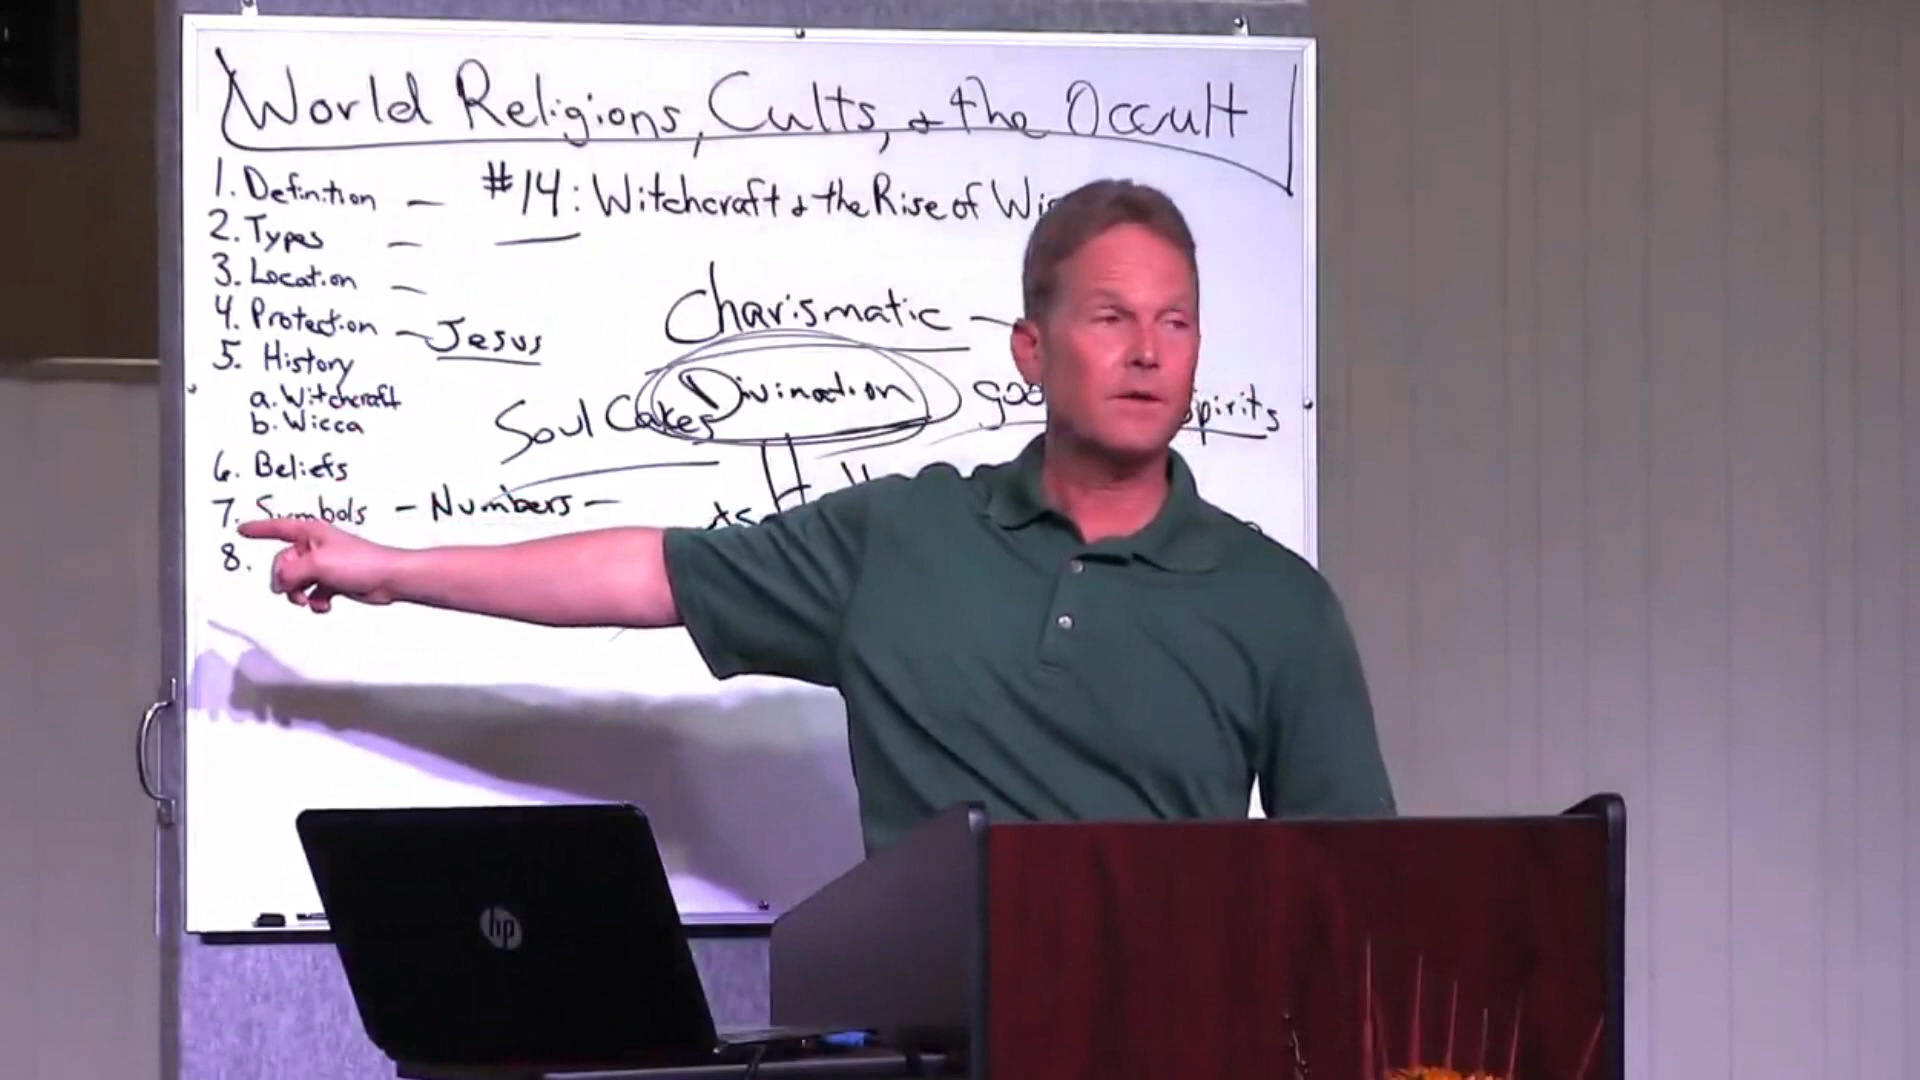 World Religions, Cults, & the Occult
#14: Witchcraft & the Rise of
1. Definition —
2. Types —
3. Location —
4. Protection — Jesus
5. History
a. Witchcraft
b. Wicca
6. Beliefs
7. Symbols - Numbers -
8.
Charismatic —
Divination
Soul Cakes
Spirits
hp